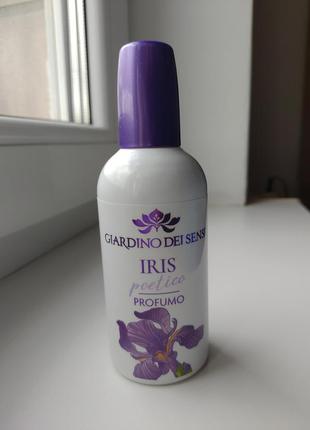 GIARDINO DEI SENSI
IRIS
poetico
PROFUMO